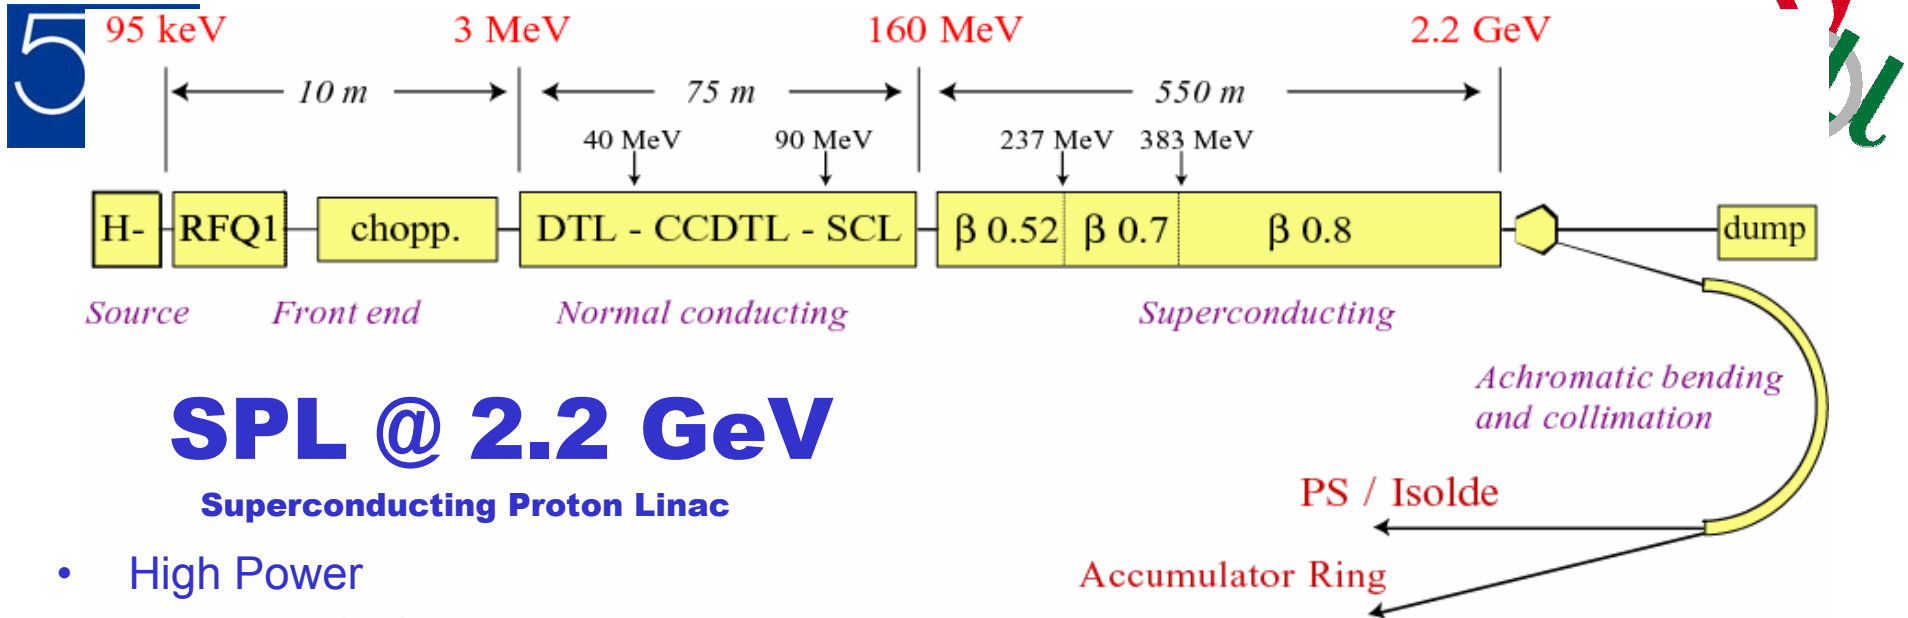 5
95 keV 3 MeV 160 MeV 2.2 GeV
10 m 75 m 550 m
40 MeV 90 MeV 237 MeV 383 MeV
H- RFQ1 chopp. DTL - CCDTL - SCL β 0.52 β 0.7 β 0.8 dump
Source Front end Normal conducting Superconducting
Achromatic bending
and collimation
SPL @ 2.2 GeV
PS / Isolde
Superconducting Proton Linac
• High Power
Accumulator Ring